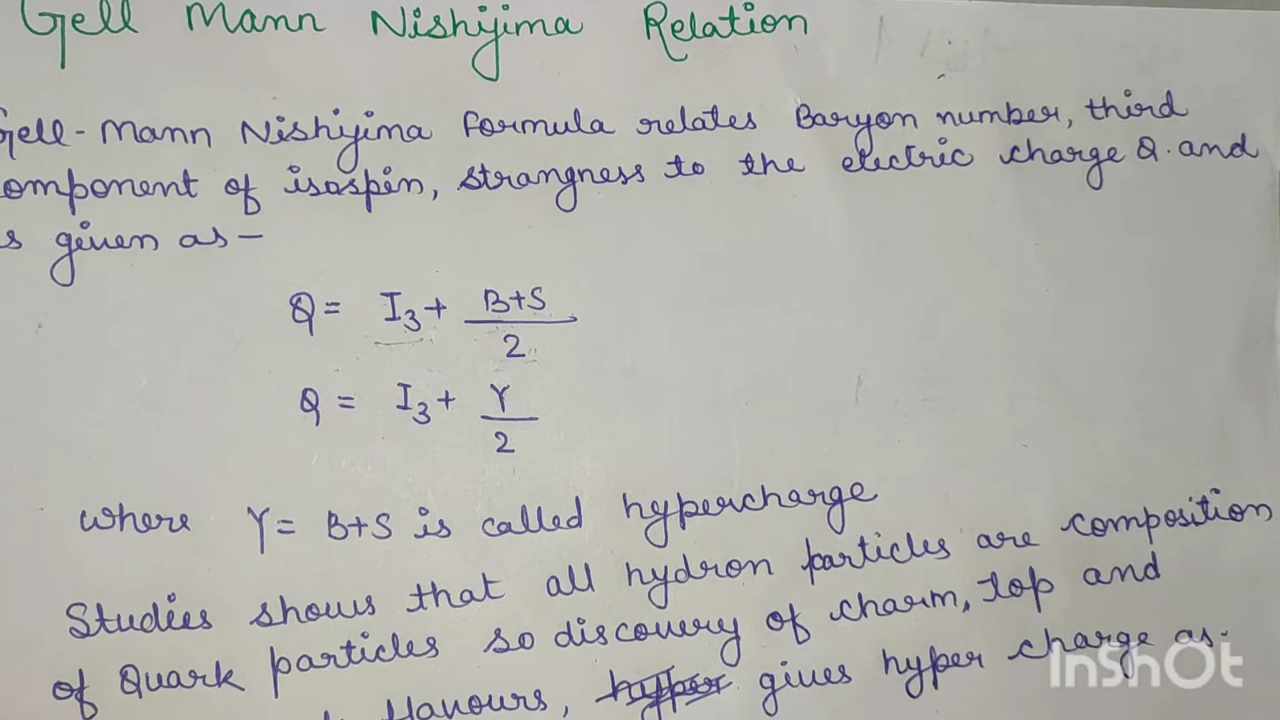 Gell Mann Nishijima Relation
Gell-Mann Nishijima Formula relates Baryon number, third
omponent of isospin, strangness to the electric charge Q. and
s given as —
Q = I₃ + (B+S)/2
Q = I₃ + Y/2
where Y = B+S is called hypercharge
Studies shows that all hydron particles are composition
of Quark particles so discovery of charm, top and
flavours, hyper gives hyper charge as.
InShOt